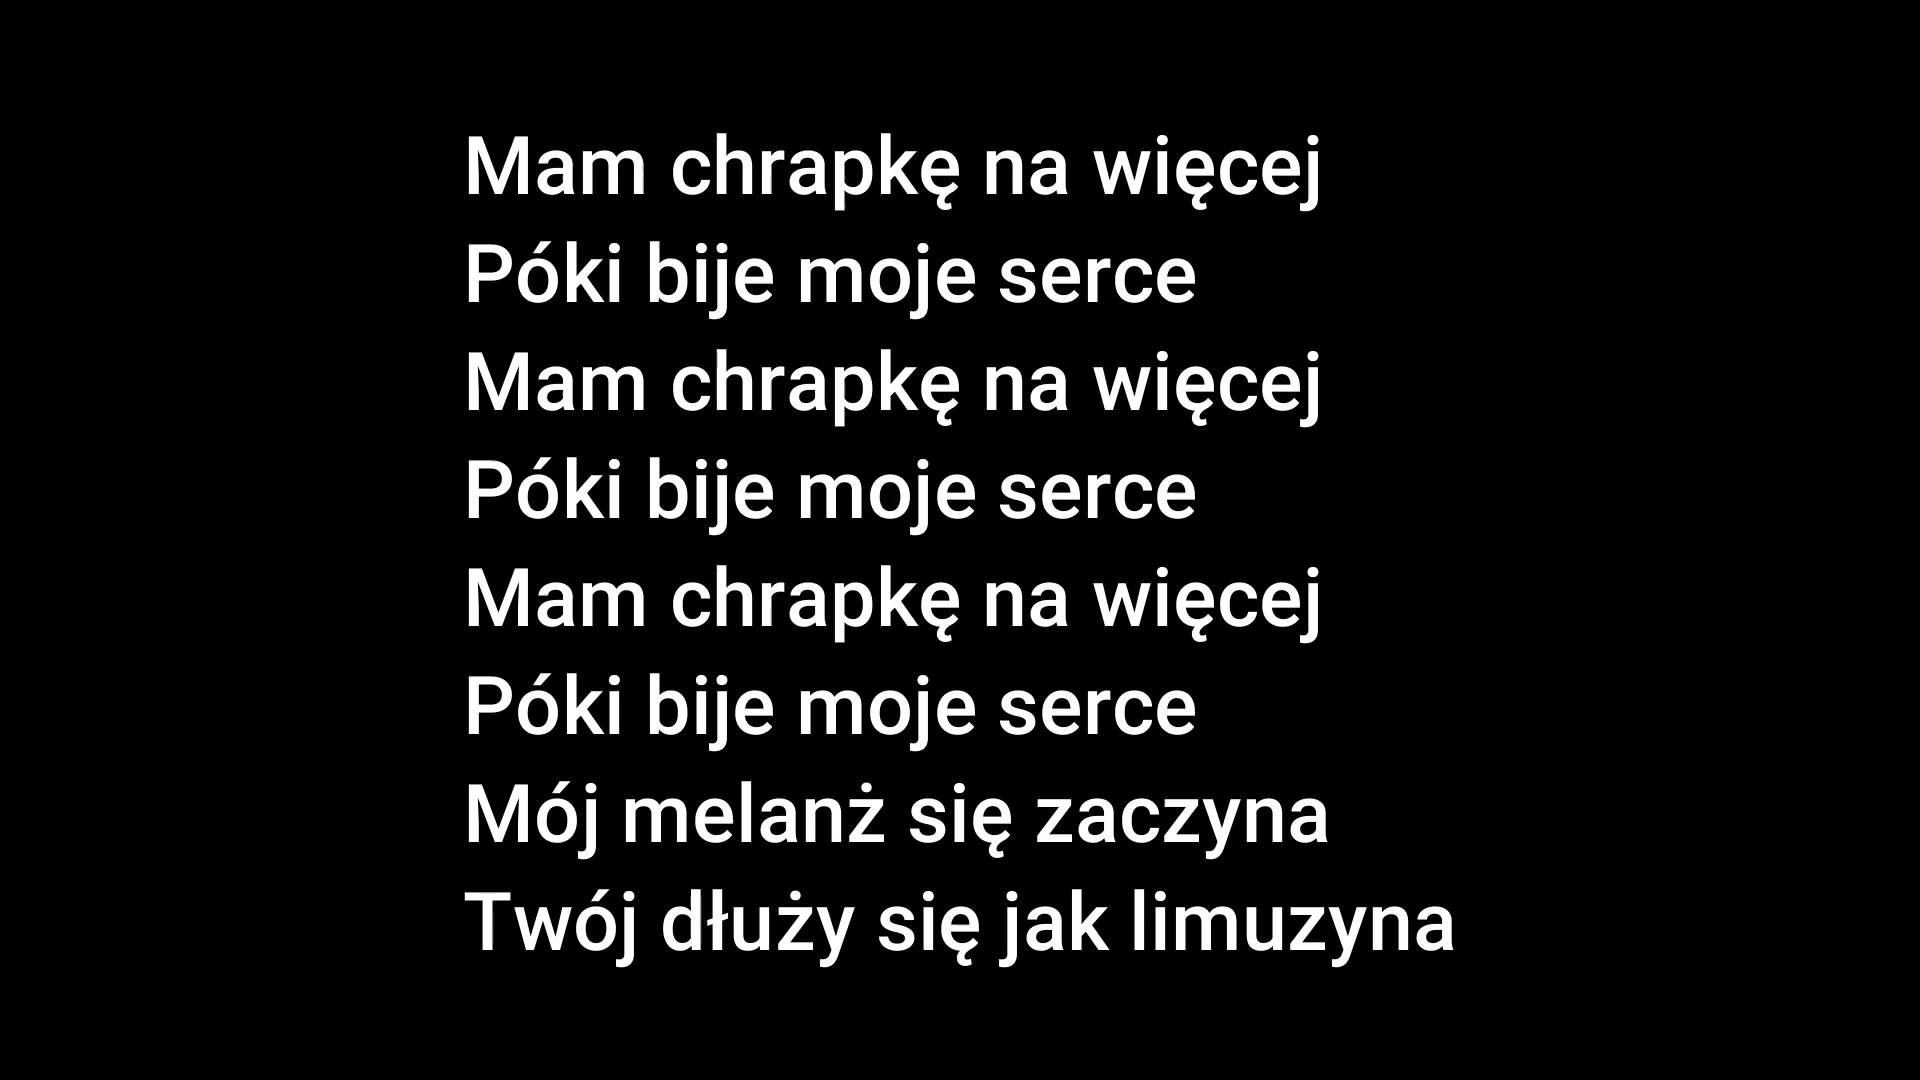 Mam chrapkę na więcej
Póki bije moje serce
Mam chrapkę na więcej
Póki bije moje serce
Mam chrapkę na więcej
Póki bije moje serce
Mój melanż się zaczyna
Twój dłuży się jak limuzyna